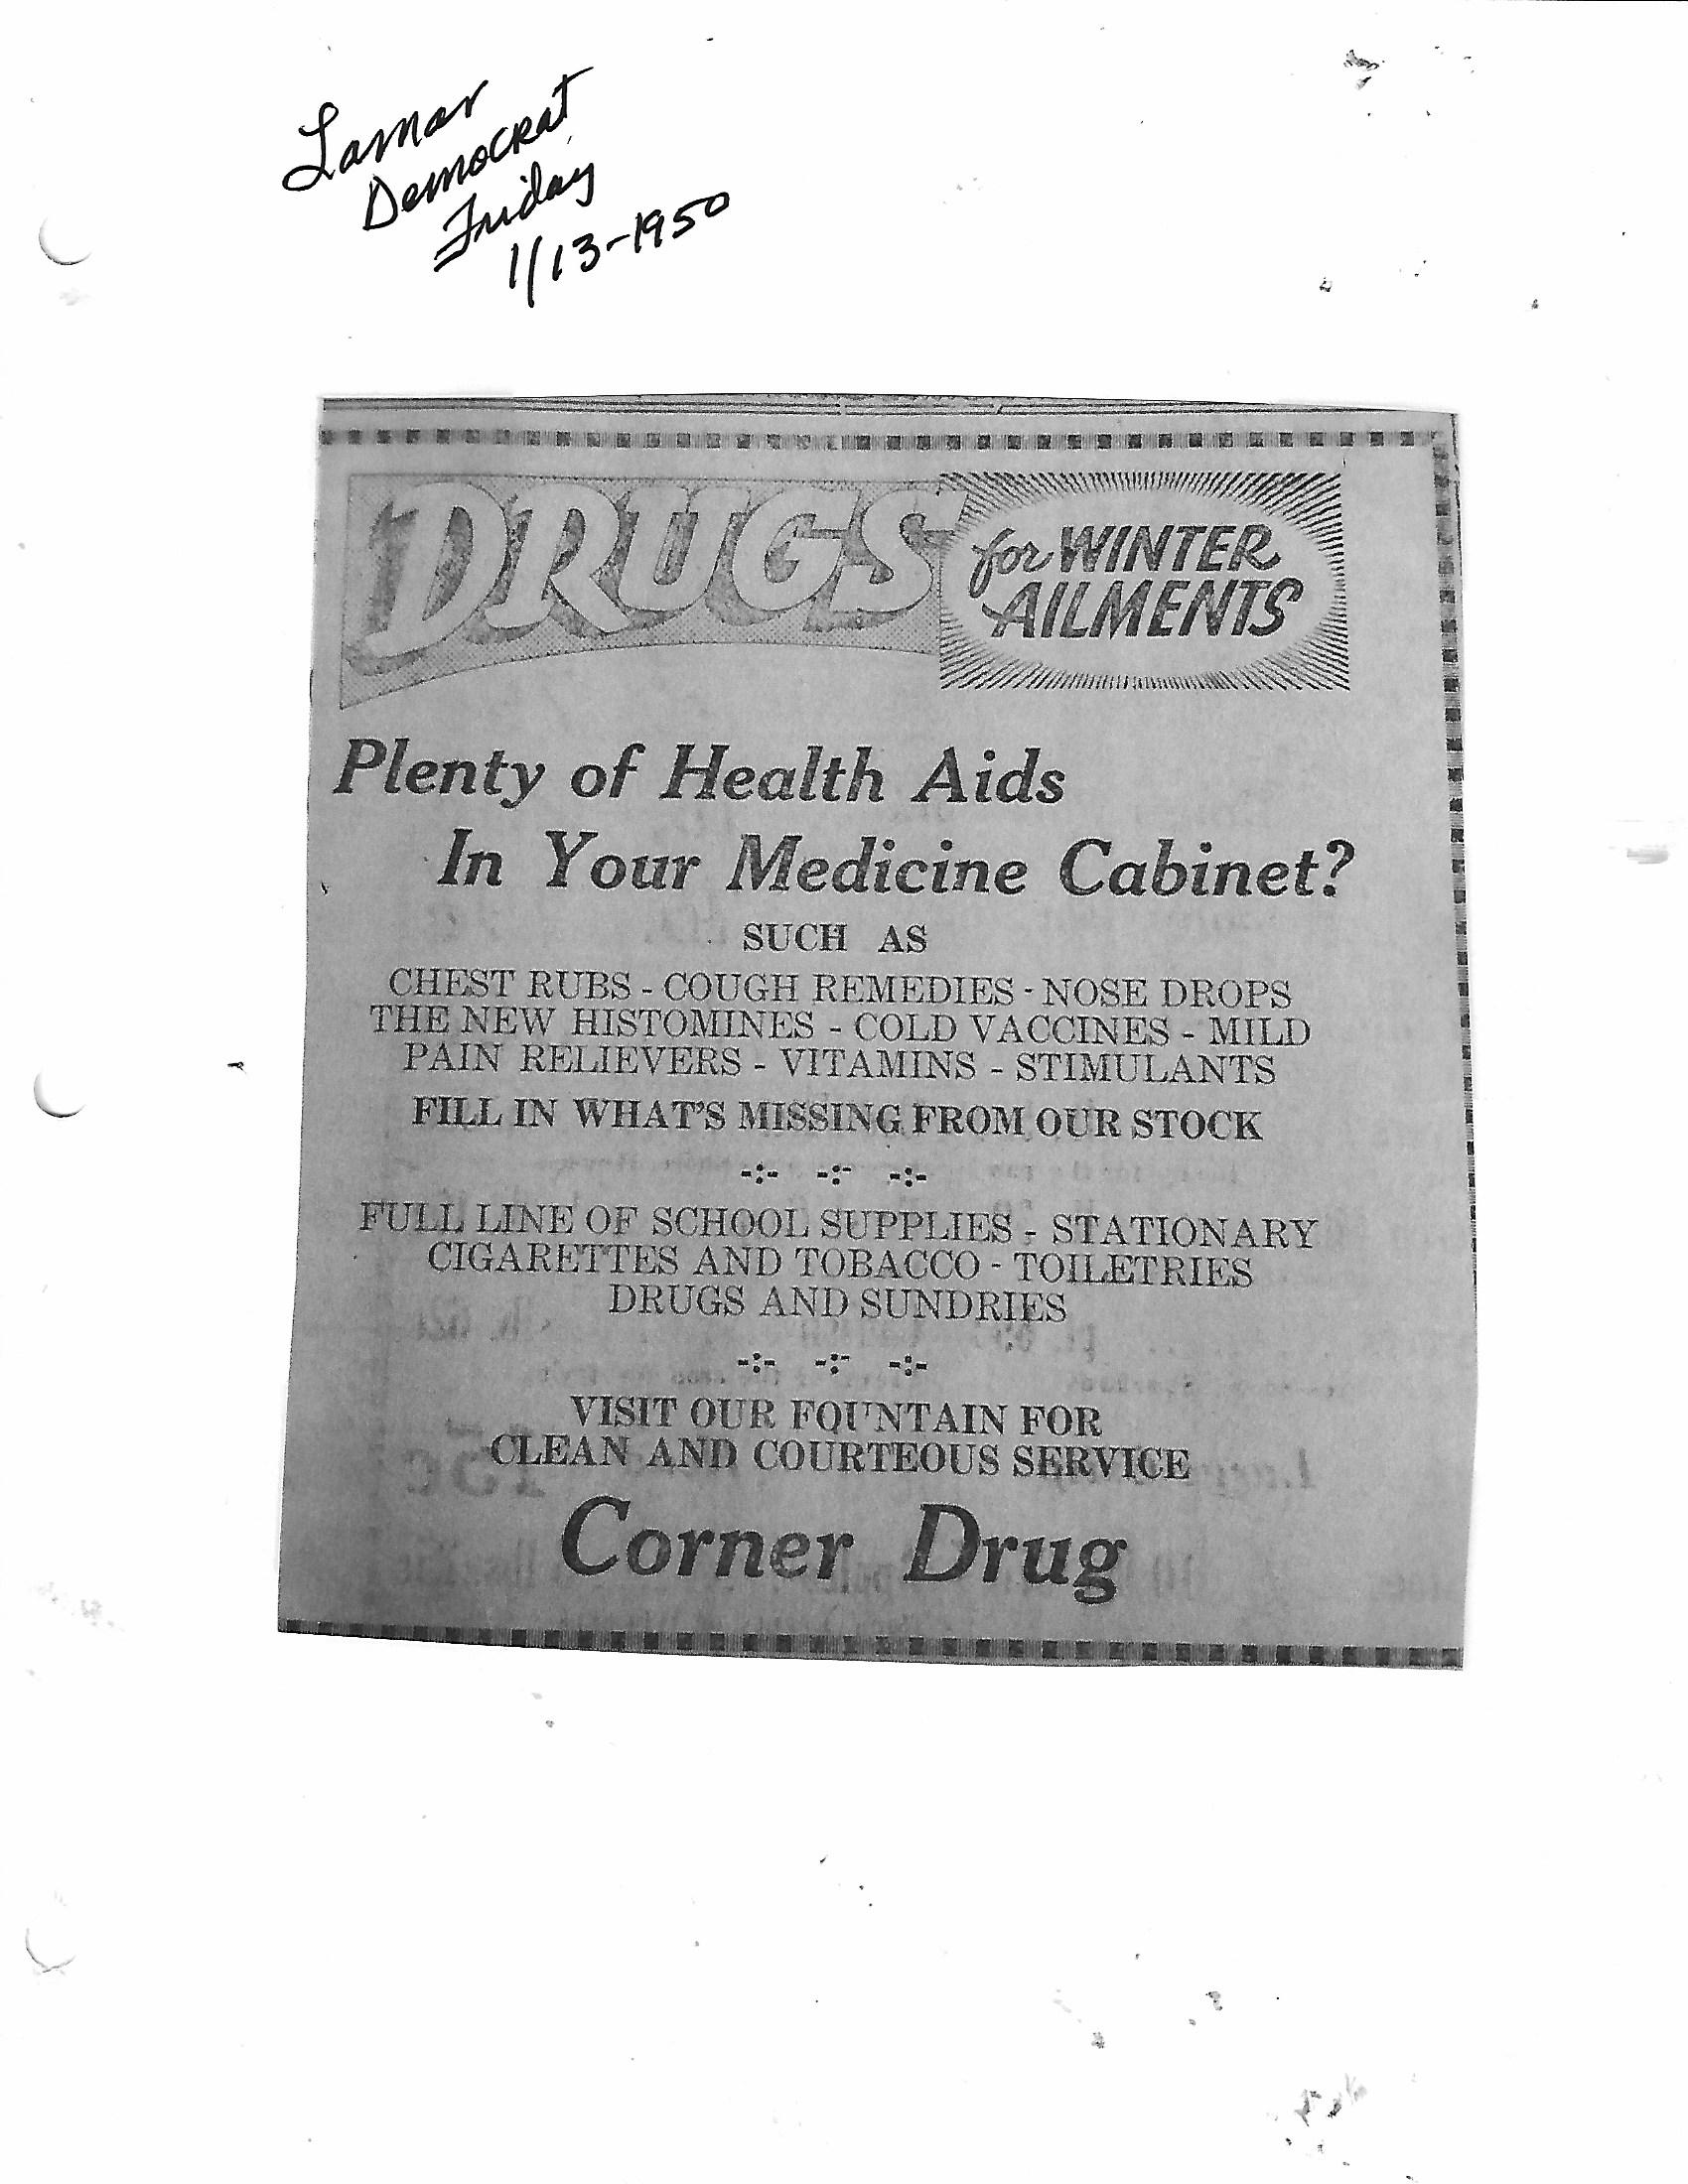 Lamar
Democrat
Friday
1/13-1950
DRUGS for WINTER
AILMENTS
Plenty of Health Aids
In Your Medicine Cabinet?
SUCH AS
CHEST RUBS - COUGH REMEDIES - NOSE DROPS
THE NEW HISTOMINES - COLD VACCINES - MILD
PAIN RELIEVERS - VITAMINS - STIMULANTS
FILL IN WHAT'S MISSING FROM OUR STOCK
-:- -:- -:-
FULL LINE OF SCHOOL SUPPLIES - STATIONARY
CIGARETTES AND TOBACCO - TOILETRIES
DRUGS AND SUNDRIES
-:- -:- -:-
VISIT OUR FOUNTAIN FOR
CLEAN AND COURTEOUS SERVICE
Corner Drug